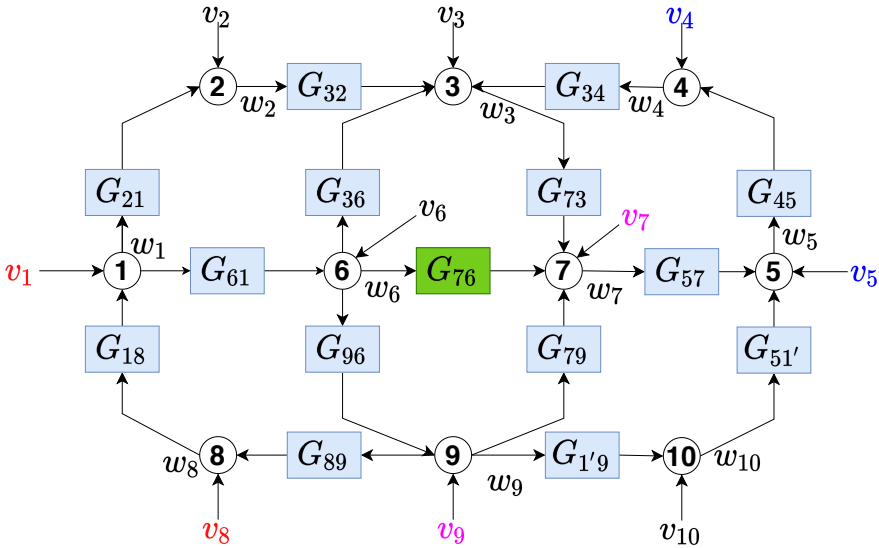 v₂ v₃ v₄
2 G₃₂ 3 G₃₄ 4
w₂ w₃ w₄
G₂₁ G₃₆ G₇₃ G₄₅
v₆ v₇
w₁ w₅
v₁ 1 G₆₁ 6 G₇₆ 7 G₅₇ 5 v₅
w₆ w₇
G₁₈ G₉₆ G₇₉ G₅₁′
8 G₈₉ 9 G₁′₉ 10
w₈ w₉ w₁₀
v₈ v₉ v₁₀